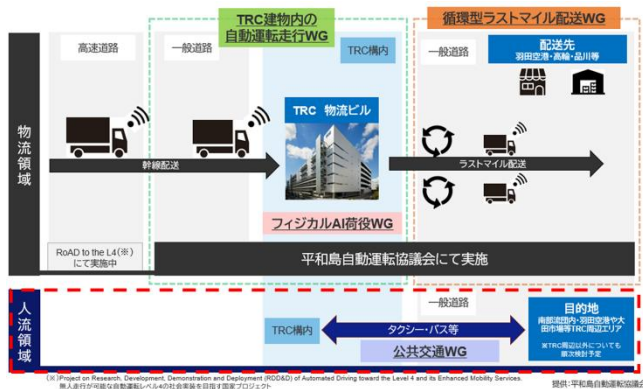 TRC建物内の
自動運転走行WG
循環型ラストマイル配送WG
高速道路
一般道路
TRC構内
一般道路
配送先
羽田空港・高輪・品川等
物流領域
TRC 物流ビル
幹線配送
ラストマイル配送
フィジカルAI荷役WG
RoAD to the L4(※)
にて実施中
平和島自動運転協議会にて実施
人流領域
一般道路
目的地
南部流団内・羽田空港や大
田市場等TRC周辺エリア
※TRC周辺以外についても
順次検討予定
TRC構内
タクシー・バス等
公共交通WG
(※)Project on Research, Development, Demonstration and Deployment (RDD&D) of Automated Driving toward the Level 4 and its Enhanced Mobility Services.
無人走行が可能な自動運転レベル4の社会実装を目指す国家プロジェクト
提供:平和島自動運転協議会